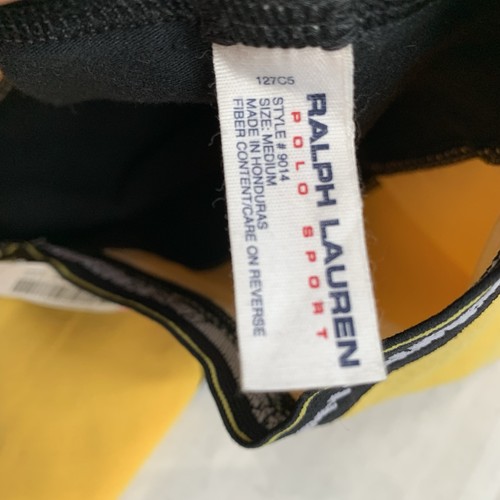 RALPH LAUREN
POLO SPORT
127C5
STYLE # 9014
SIZE: MEDIUM
MADE IN HONDURAS
FIBER CONTENT/CARE ON REVERSE